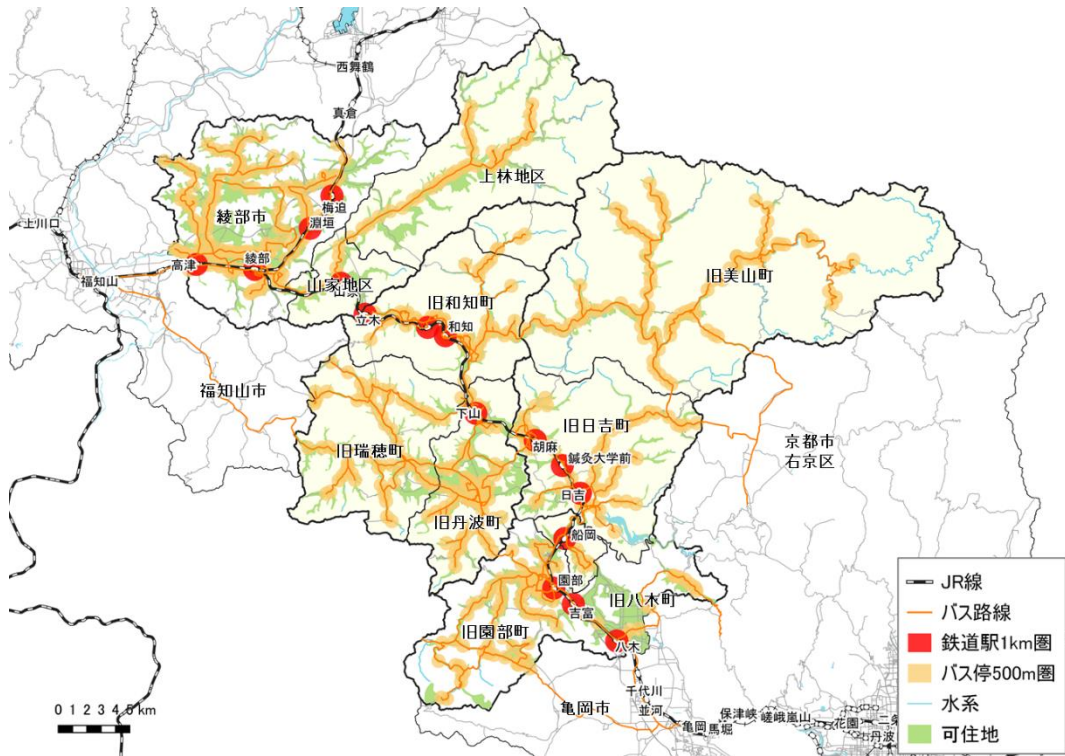 西舞鶴
真倉
上林地区
梅迫
綾部市
淵垣
上川口
高津
綾部
福知山
山家地区
旧美山町
旧和知町
立木
和知
福知山市
下山
旧日吉町
胡麻
京都市
右京区
鍼灸大学前
旧瑞穂町
日吉
旧丹波町
船岡
園部
旧八木町
吉富
旧園部町
八木
千代川
並河
亀岡市
亀岡
馬堀
保津峡
嵯峨嵐山
花園
二条
丹波
0 1 2 3 4 5 km
JR線
バス路線
鉄道駅1km圏
バス停500m圏
水系
可住地